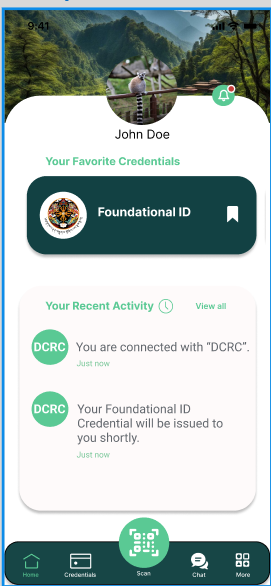 9:41
John Doe
Your Favorite Credentials
Foundational ID
Your Recent Activity View all
DCRC You are connected with “DCRC”.
Just now
DCRC Your Foundational ID
Credential will be issued to
you shortly.
Just now
Home Credentials Scan Chat More